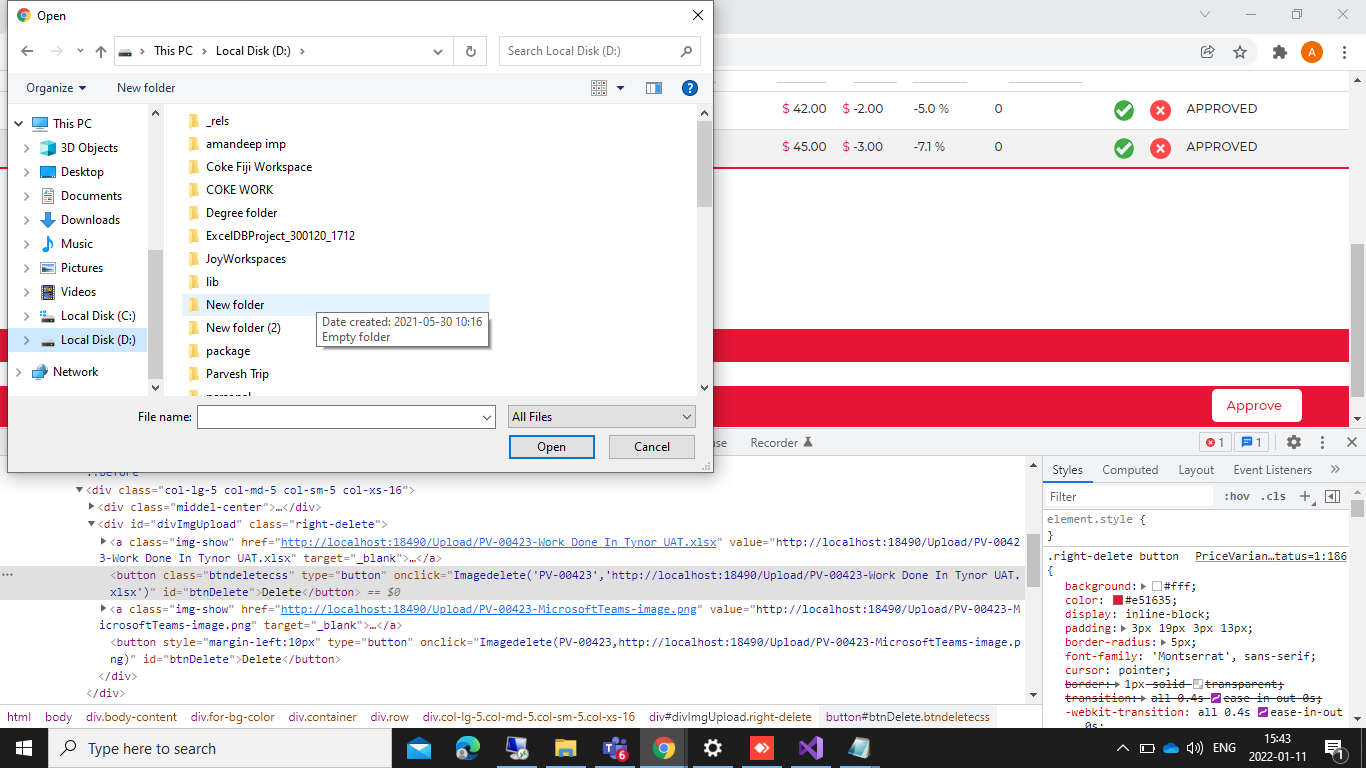 Open
This PC
Local Disk (D:)
Search Local Disk (D:)
A
Organize
New folder
?
This PC
3D Objects
Desktop
Documents
Downloads
Music
Pictures
Videos
Local Disk (C:)
Local Disk (D:)
Network
_rels
amandeep imp
Coke Fiji Workspace
COKE WORK
Degree folder
ExcelDBProject_300120_1712
JoyWorkspaces
lib
New folder
New folder (2)
package
Parvesh Trip
Date created: 2021-05-30 10:16
Empty folder
File name:
All Files
Open
Cancel
$ 42.00 $ -2.00 -5.0 % 0 APPROVED
$ 45.00 $ -3.00 -7.1 % 0 APPROVED
Approve
Recorder
1 1
::before
<div class="col-lg-5 col-md-5 col-sm-5 col-xs-16">
<div class="middel-center">…</div>
<div id="divImgUpload" class="right-delete">
<a class="img-show" href="http://localhost:18490/Upload/PV-00423-Work Done In Tynor UAT.xlsx" value="http://localhost:18490/Upload/PV-0042
3-Work Done In Tynor UAT.xlsx" target="_blank">…</a>
<button class="btndeletecss" type="button" onclick="Imagedelete('PV-00423','http://localhost:18490/Upload/PV-00423-Work Done In Tynor UAT.
xlsx')" id="btnDelete">Delete</button> == $0
<a class="img-show" href="http://localhost:18490/Upload/PV-00423-MicrosoftTeams-image.png" value="http://localhost:18490/Upload/PV-00423-M
icrosoftTeams-image.png" target="_blank">…</a>
<button style="margin-left:10px" type="button" onclick="Imagedelete(PV-00423,http://localhost:18490/Upload/PV-00423-MicrosoftTeams-image.p
ng)" id="btnDelete">Delete</button>
</div>
</div>
html body div.body-content div.for-bg-color div.container div.row div.col-lg-5.col-md-5.col-sm-5.col-xs-16 div#divImgUpload.right-delete button#btnDelete.btndeletecss
Styles Computed Layout Event Listeners »
Filter :hov .cls +
element.style {
}
.right-delete button PriceVarian…tatus=1:186
{
background: #fff;
color: #e51635;
display: inline-block;
padding: 3px 19px 3px 13px;
border-radius: 5px;
font-family: 'Montserrat', sans-serif;
cursor: pointer;
border: 1px solid transparent;
transition: all 0.4s ease in out 0s;
-webkit-transition: all 0.4s ease-in-out
0s;
Type here to search
6
ENG
15:43
2022-01-11
1